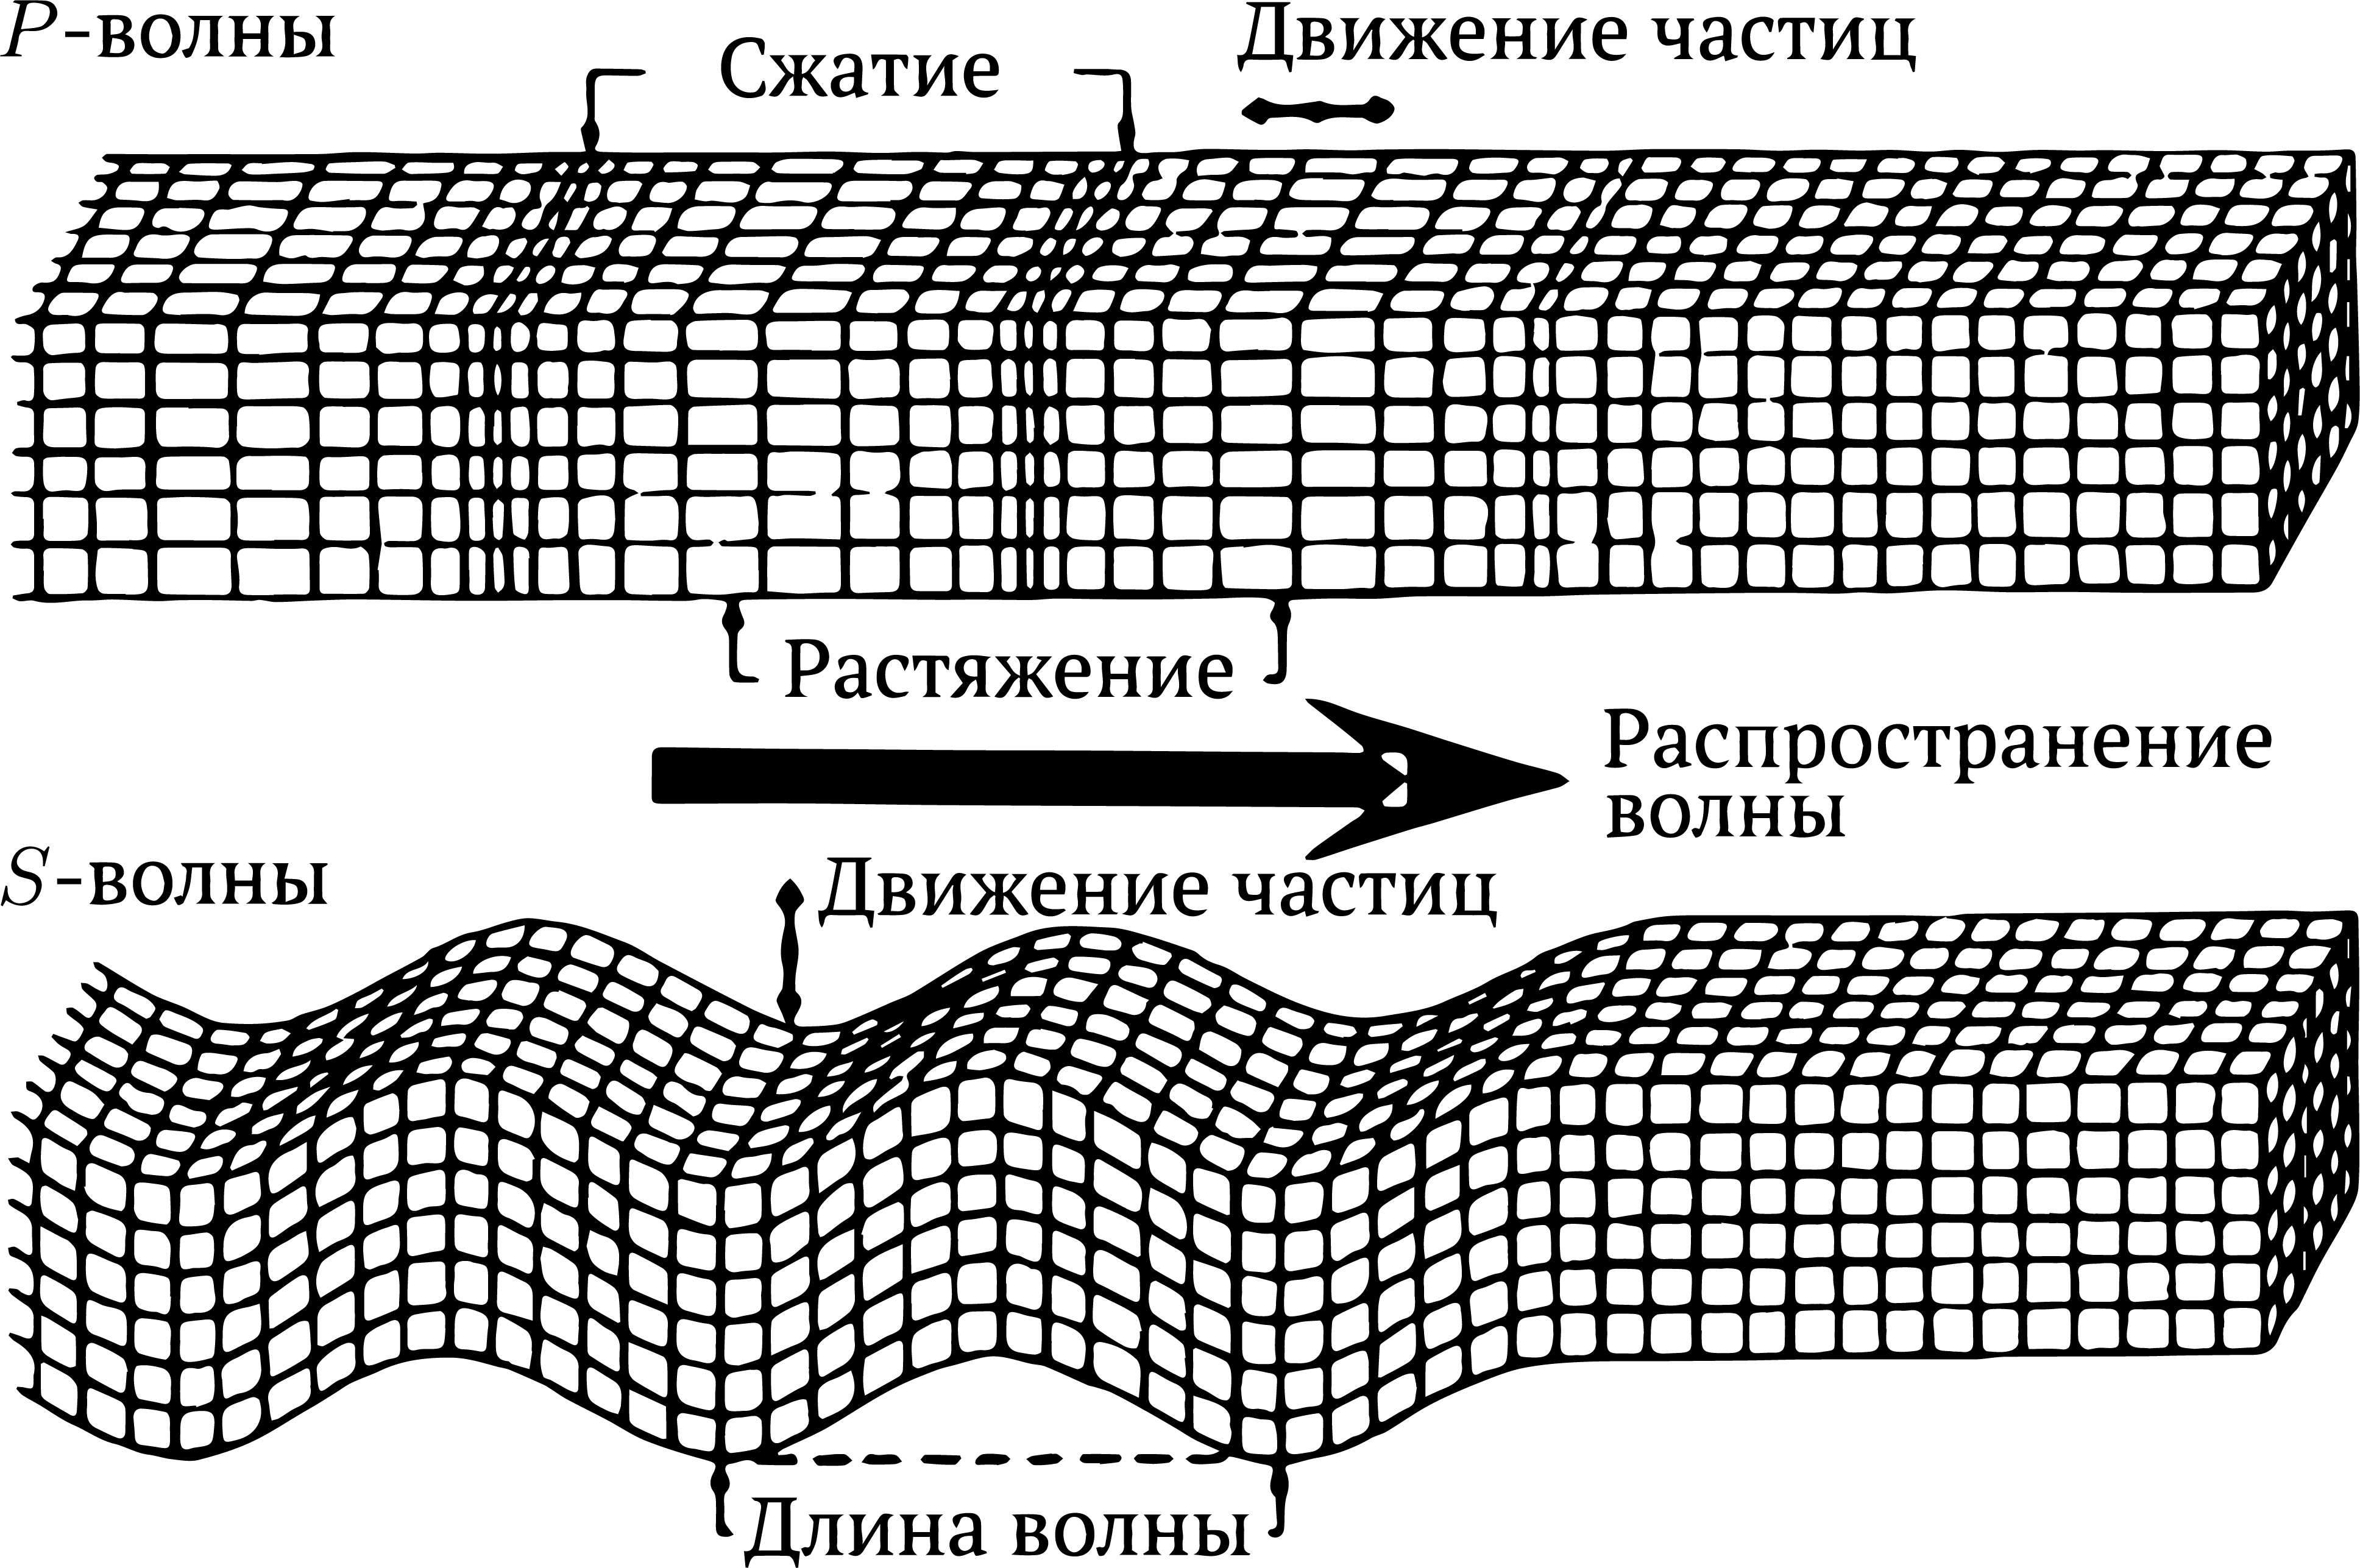 P-волны
Сжатие
Движение частиц
Растяжение
Распространение
волны
S-волны
Движение частиц
Длина волны